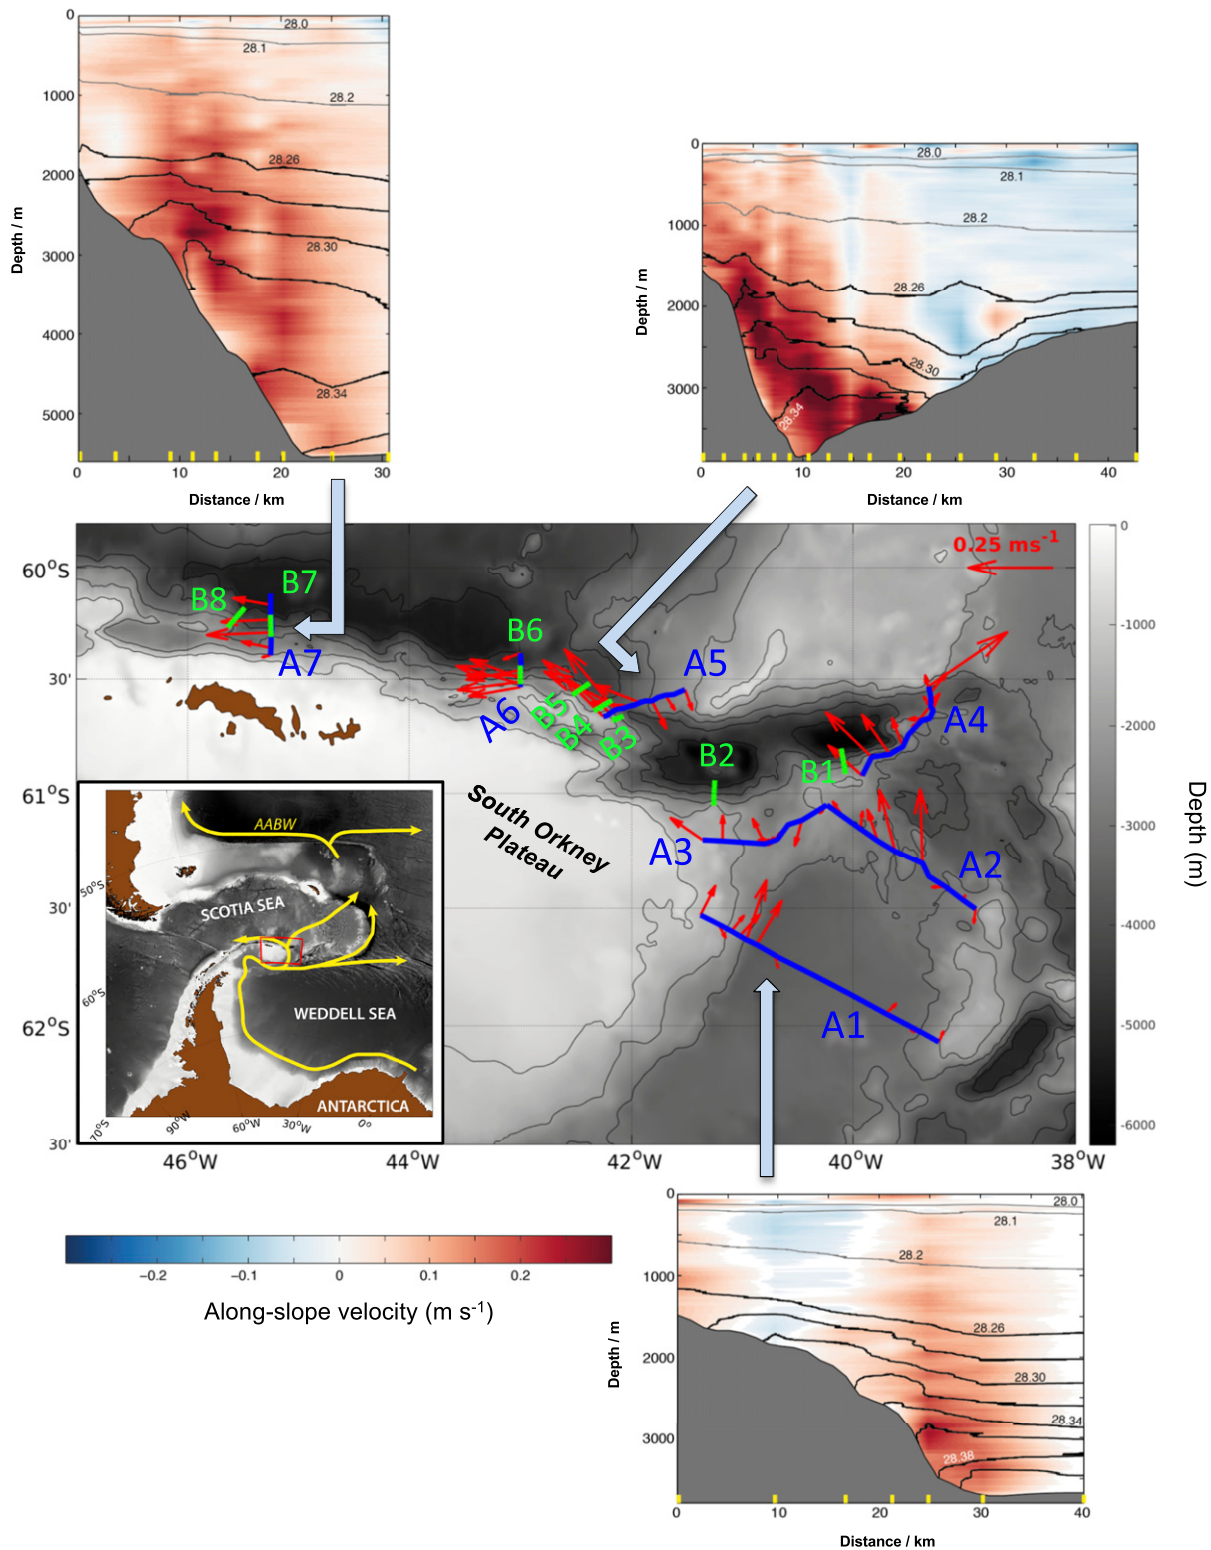 0
28.0
28.1
1000
28.2
28.26
2000
28.30
3000
4000
28.34
5000
Depth / m
0
10
20
30
Distance / km
0
28.0
28.1
1000
28.2
28.26
2000
28.30
3000
28.34
Depth / m
0
10
20
30
40
Distance / km
60°S
30'
61°S
30'
62°S
30'
46°W
44°W
42°W
40°W
38°W
0.25 ms-1
B8
B7
A7
B6
A6
B5
B4
B3
A5
B2
B1
A4
A3
A2
A1
South Orkney
Plateau
AABW
SCOTIA SEA
WEDDELL SEA
ANTARCTICA
50°S
60°S
70°S
90°W
60°W
30°W
0°
0
-1000
-2000
-3000
-4000
-5000
-6000
Depth (m)
−0.2
−0.1
0
0.1
0.2
Along-slope velocity (m s-1)
0
28.0
28.1
28.2
1000
28.26
2000
28.30
28.34
3000
28.38
Depth / m
0
10
20
30
40
Distance / km